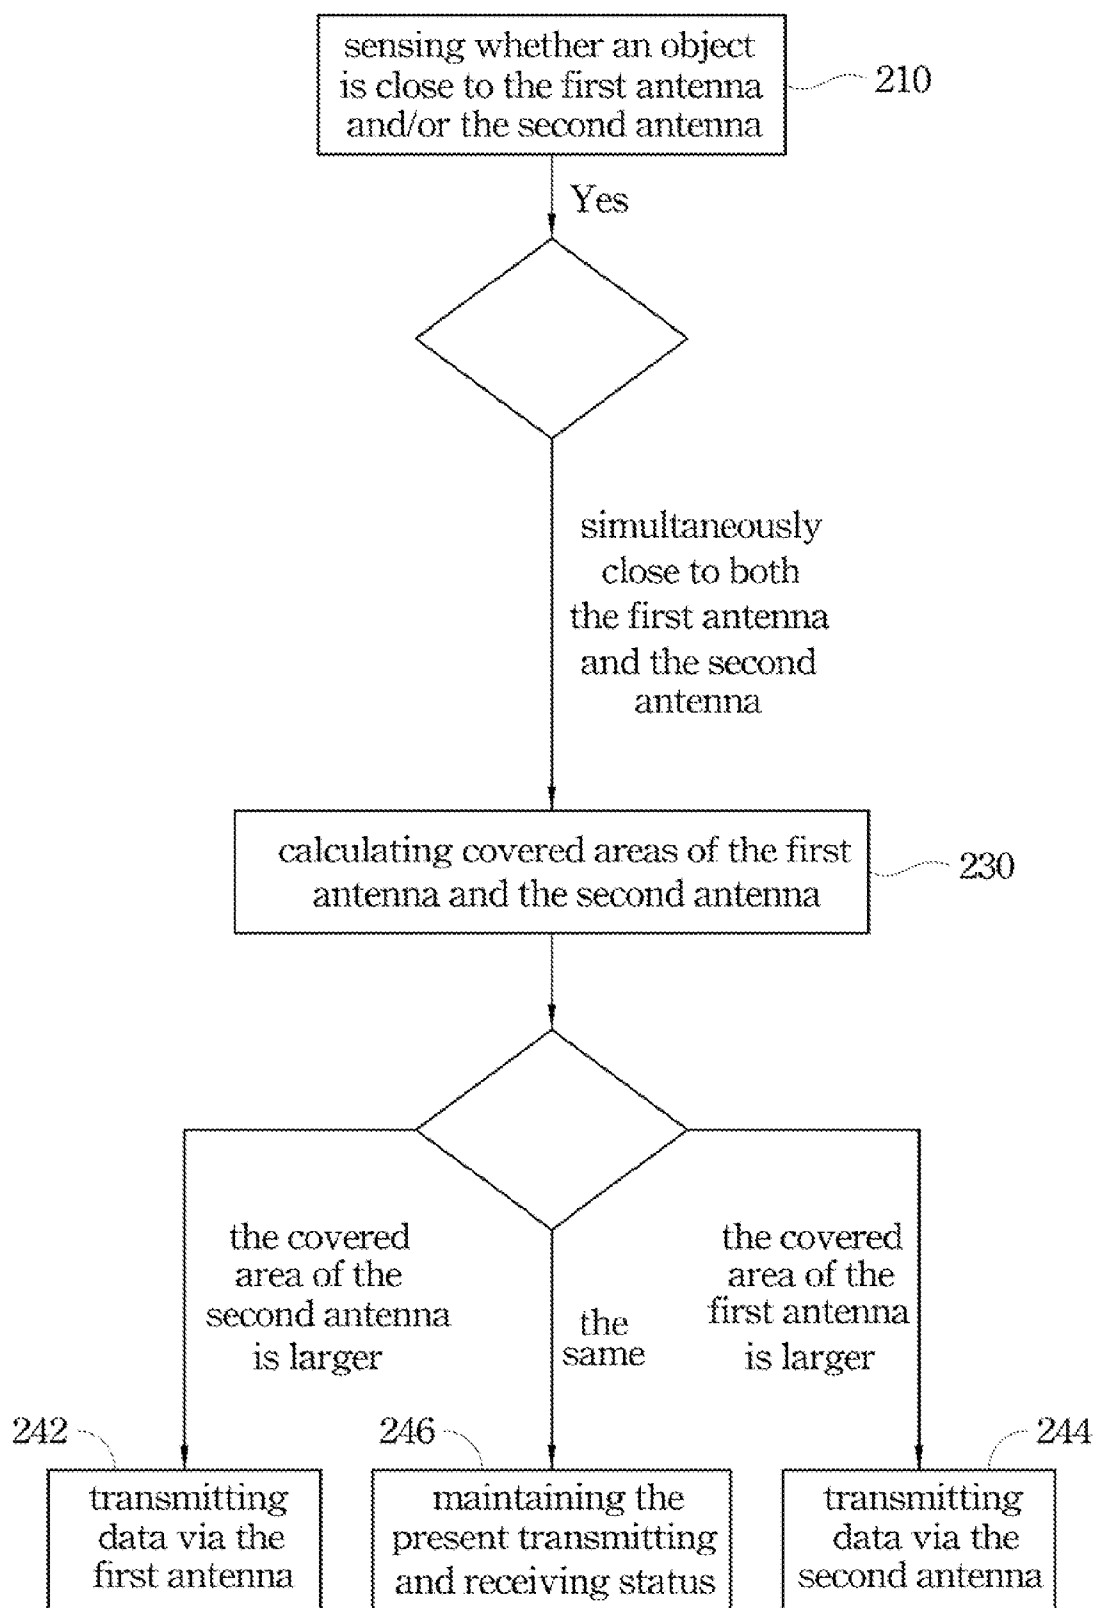 sensing whether an object
is close to the first antenna
and/or the second antenna
210
Yes
simultaneously
close to both
the first antenna
and the second
antenna
calculating covered areas of the first
antenna and the second antenna
230
the covered
area of the
second antenna
is larger
the
same
the covered
area of the
first antenna
is larger
242
transmitting
data via the
first antenna
246
maintaining the
present transmitting
and receiving status
244
transmitting
data via the
second antenna